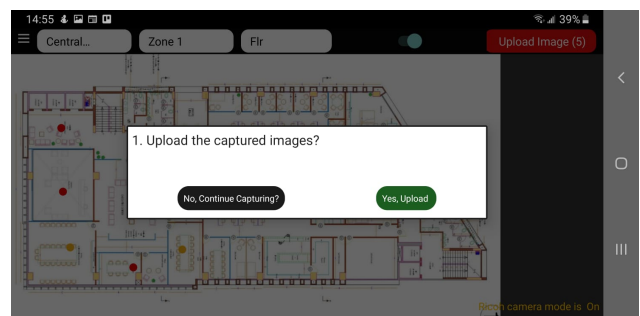 14:55
39%
Central...
Zone 1
Flr
Upload Image (5)
1. Upload the captured images?
No, Continue Capturing?
Yes, Upload
Ricoh camera mode is On